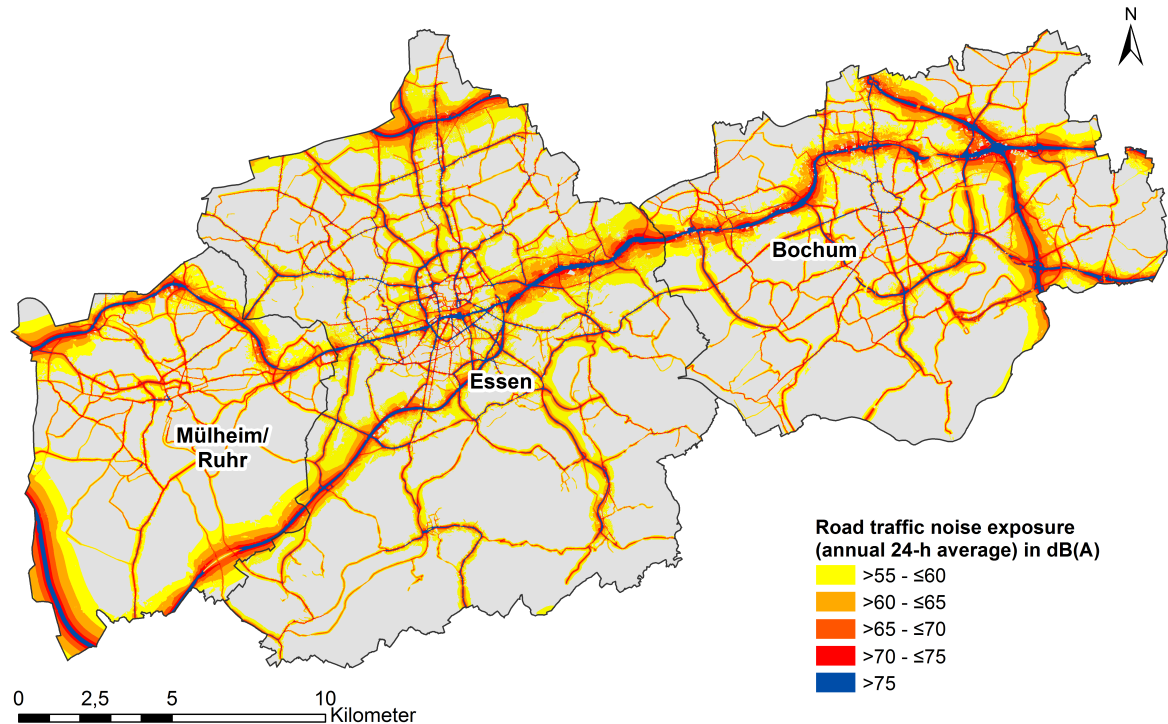 N
Bochum
Essen
Mülheim/
Ruhr
Road traffic noise exposure
(annual 24-h average) in dB(A)
>55 - ≤60
>60 - ≤65
>65 - ≤70
>70 - ≤75
>75
0 2,5 5 10
Kilometer